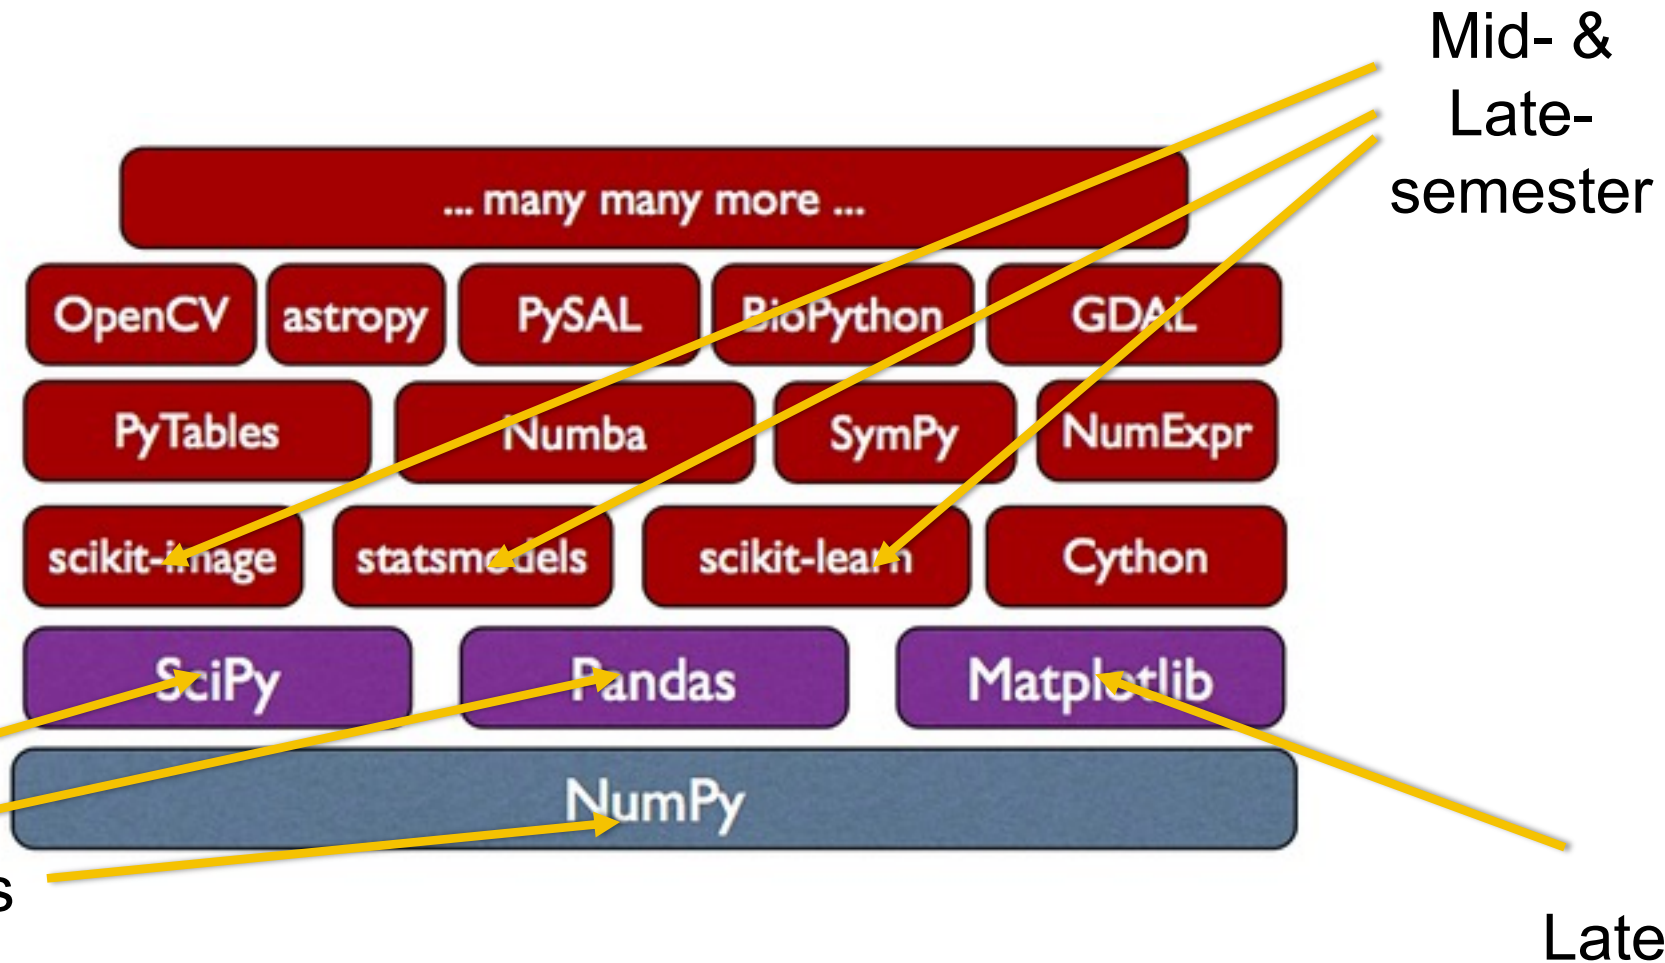 Mid- &
Late-
semester
... many many more ...
OpenCV astropy PySAL BioPython GDAL
PyTables Numba SymPy NumExpr
scikit-image statsmodels scikit-learn Cython
SciPy Pandas Matplotlib
NumPy
s
Late